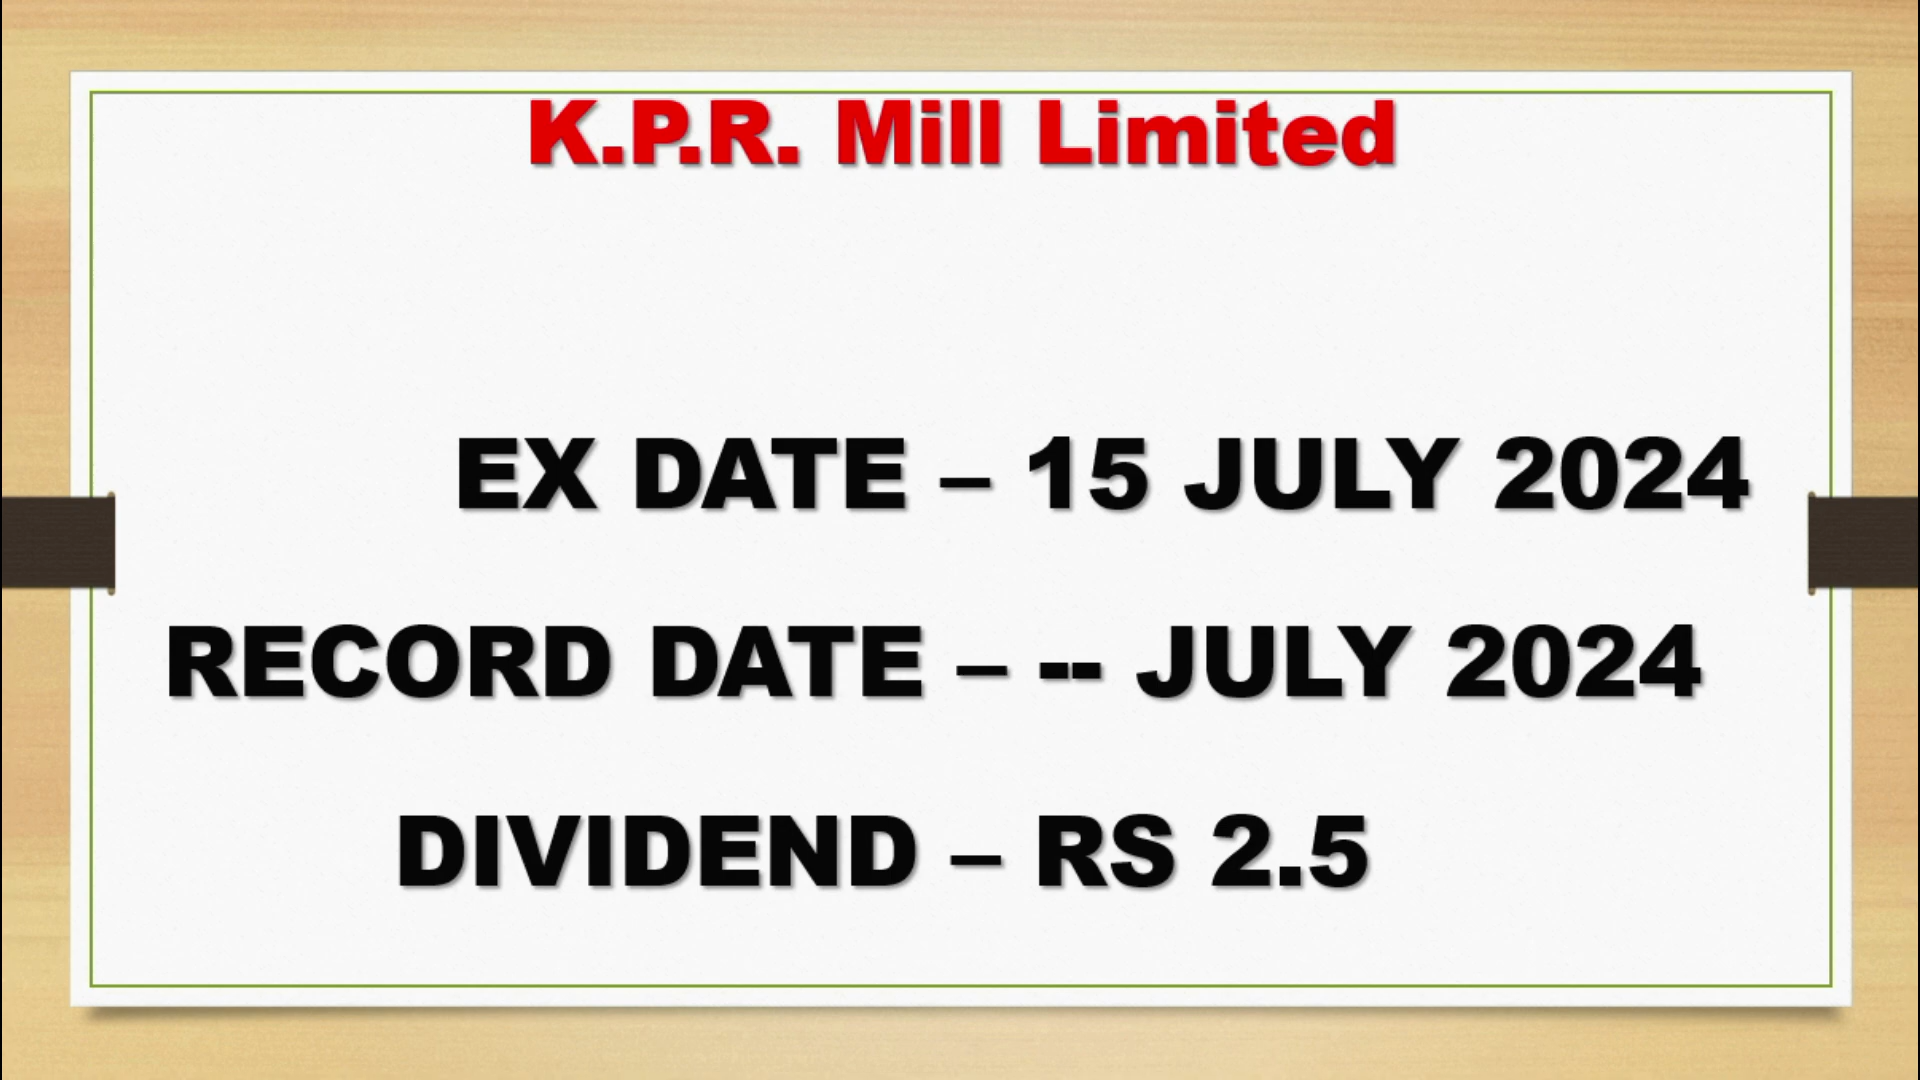 K.P.R. Mill Limited
EX DATE – 15 JULY 2024
RECORD DATE – -- JULY 2024
DIVIDEND – RS 2.5